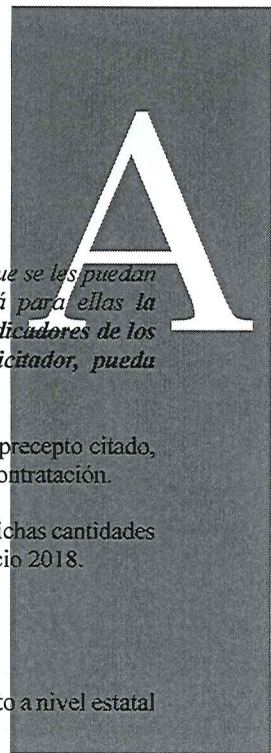 A
ue se les puedan
á para ellas la
dicadores de los
icitador, pueda
precepto citado,
ontratación.
ichas cantidades
cio 2018.
to a nivel estatal